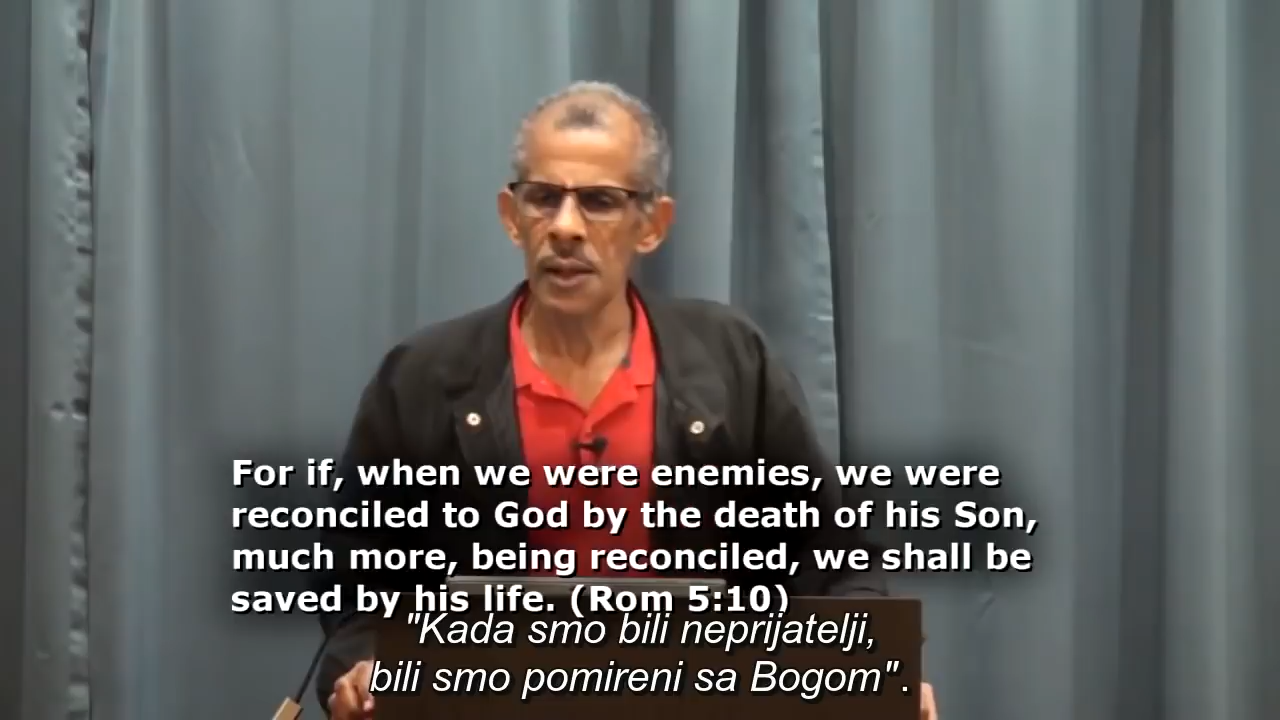 For if, when we were enemies, we were
reconciled to God by the death of his Son,
much more, being reconciled, we shall be
saved by his life. (Rom 5:10)
"Kada smo bili neprijatelji,
bili smo pomireni sa Bogom".